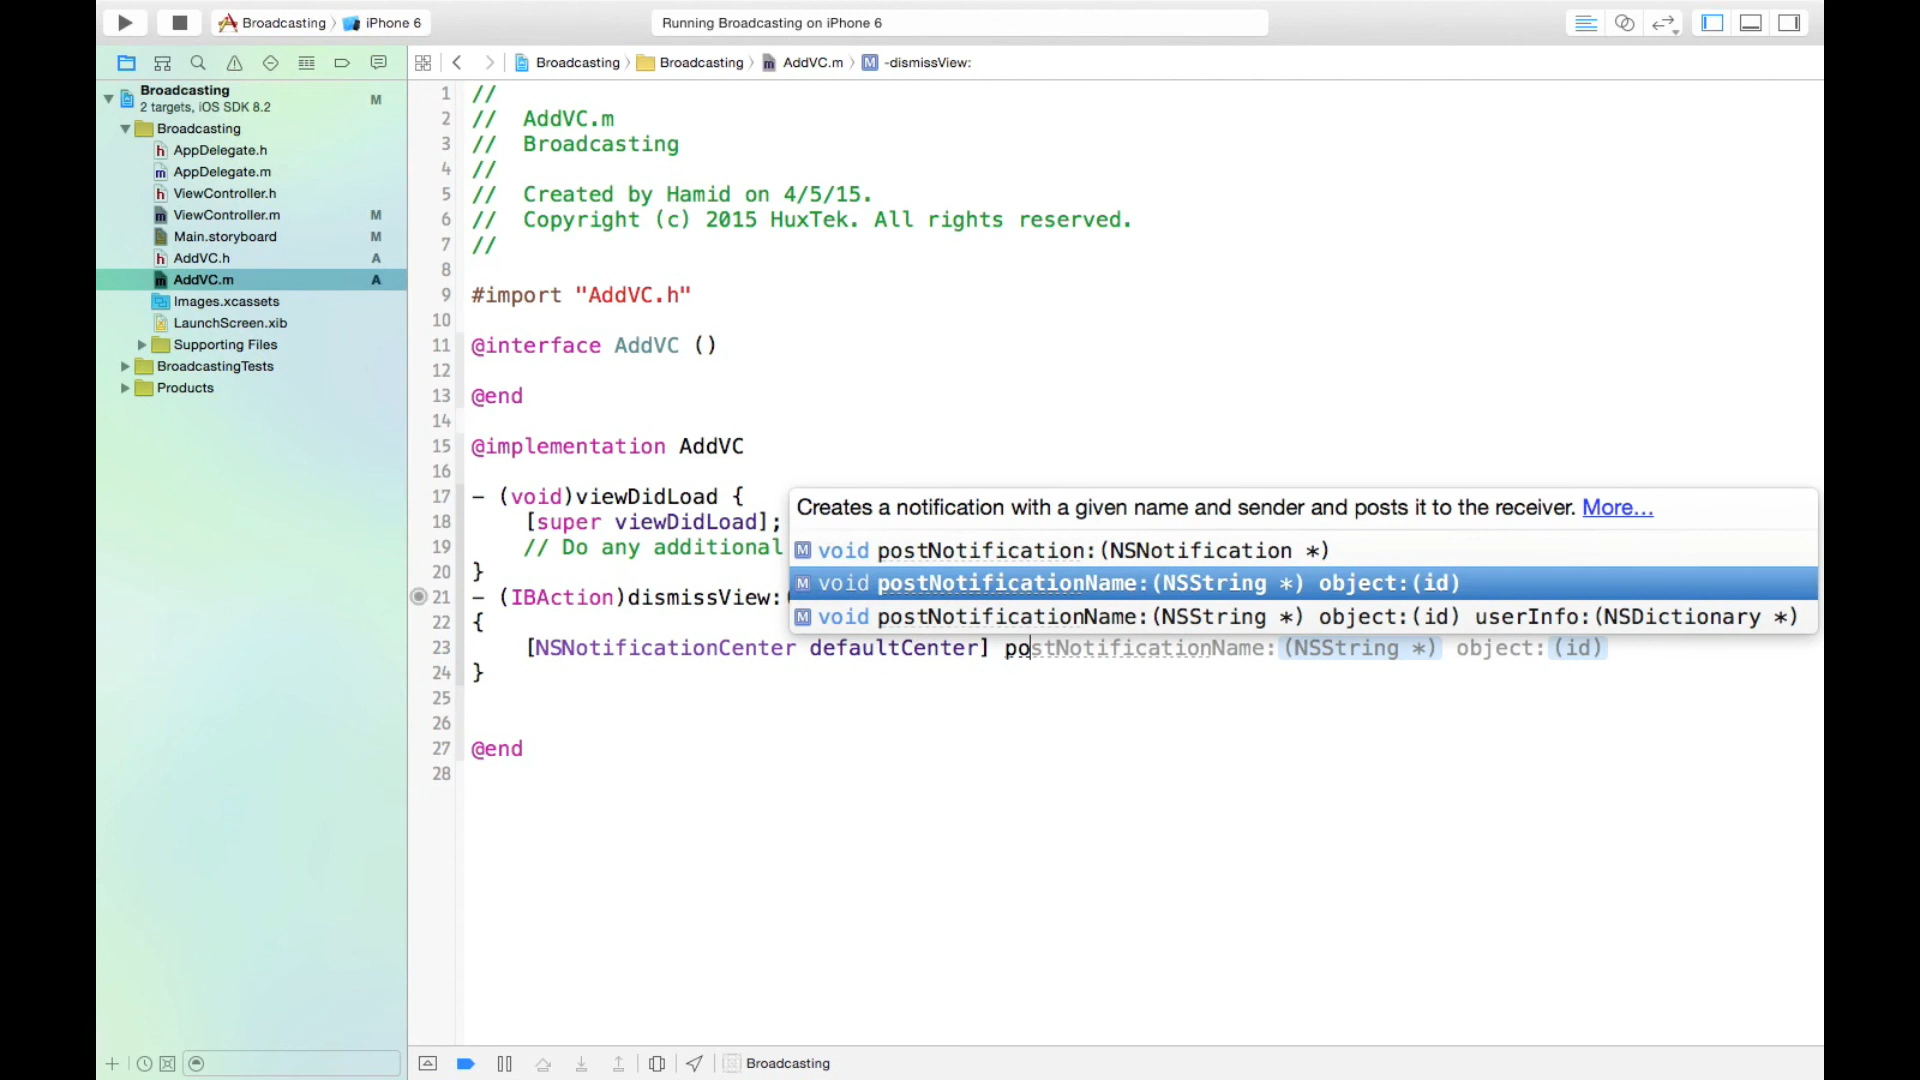 Broadcasting 〉 iPhone 6
Running Broadcasting on iPhone 6
Broadcasting 〉 Broadcasting 〉 AddVC.m 〉 M -dismissView:
Broadcasting
2 targets, iOS SDK 8.2 M
Broadcasting
h AppDelegate.h
m AppDelegate.m
h ViewController.h
m ViewController.m M
Main.storyboard M
h AddVC.h A
m AddVC.m A
Images.xcassets
LaunchScreen.xib
Supporting Files
BroadcastingTests
Products
1 //
2 // AddVC.m
3 // Broadcasting
4 //
5 // Created by Hamid on 4/5/15.
6 // Copyright (c) 2015 HuxTek. All rights reserved.
7 //
8
9 #import "AddVC.h"
10
11 @interface AddVC ()
12
13 @end
14
15 @implementation AddVC
16
17 - (void)viewDidLoad {
18 [super viewDidLoad];
19 // Do any additional
20 }
21 - (IBAction)dismissView:
22 {
23 [NSNotificationCenter defaultCenter] postNotificationName:(NSString *) object:(id)
24 }
25
26
27 @end
28
Creates a notification with a given name and sender and posts it to the receiver. More...
M void postNotification:(NSNotification *)
M void postNotificationName:(NSString *) object:(id)
M void postNotificationName:(NSString *) object:(id) userInfo:(NSDictionary *)
Broadcasting